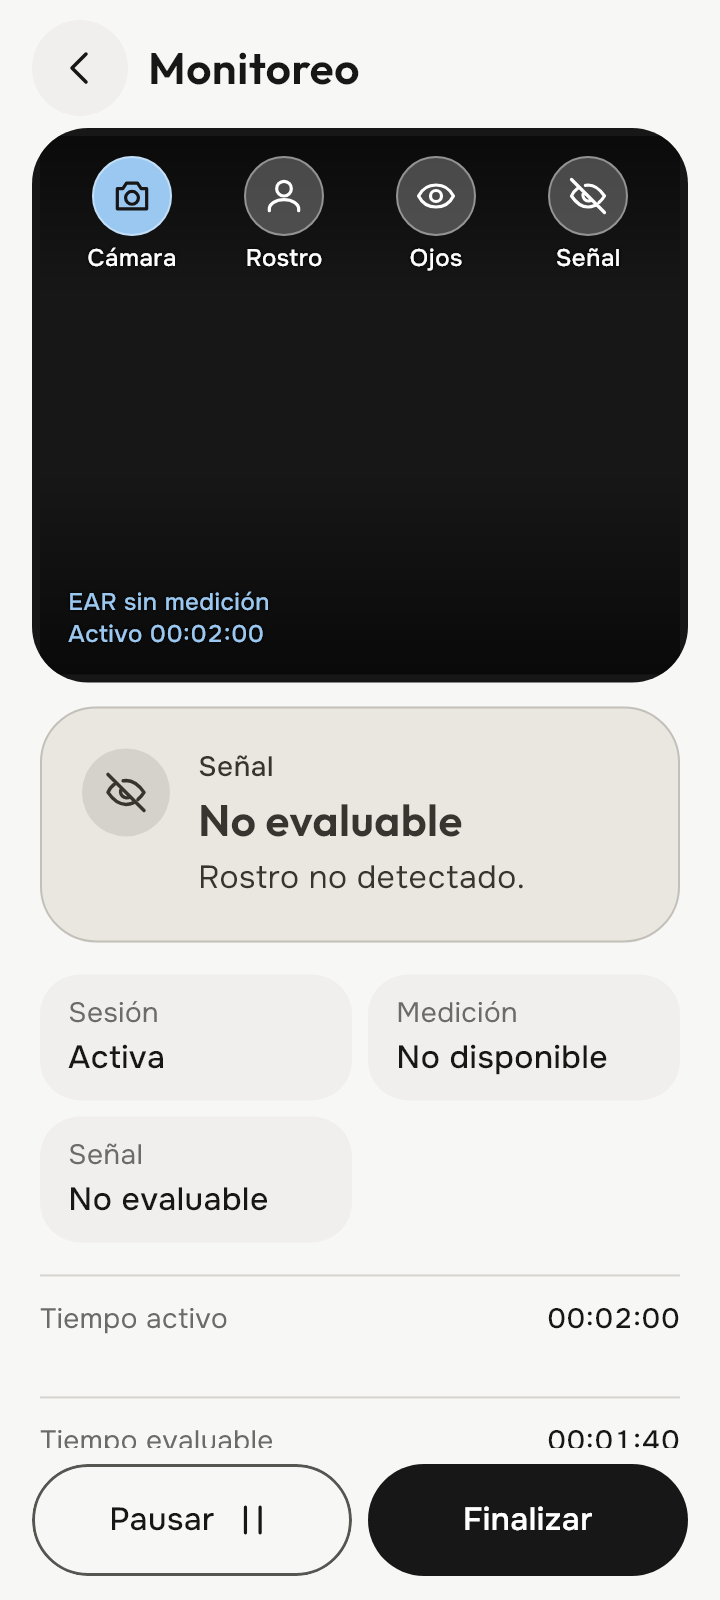 Monitoreo
Cámara
Rostro
Ojos
Señal
EAR sin medición
Activo 00:02:00
Señal
No evaluable
Rostro no detectado.
Sesión
Activa
Medición
No disponible
Señal
No evaluable
Tiempo activo
00:02:00
Tiempo evaluable
00:01:40
Pausar
Finalizar